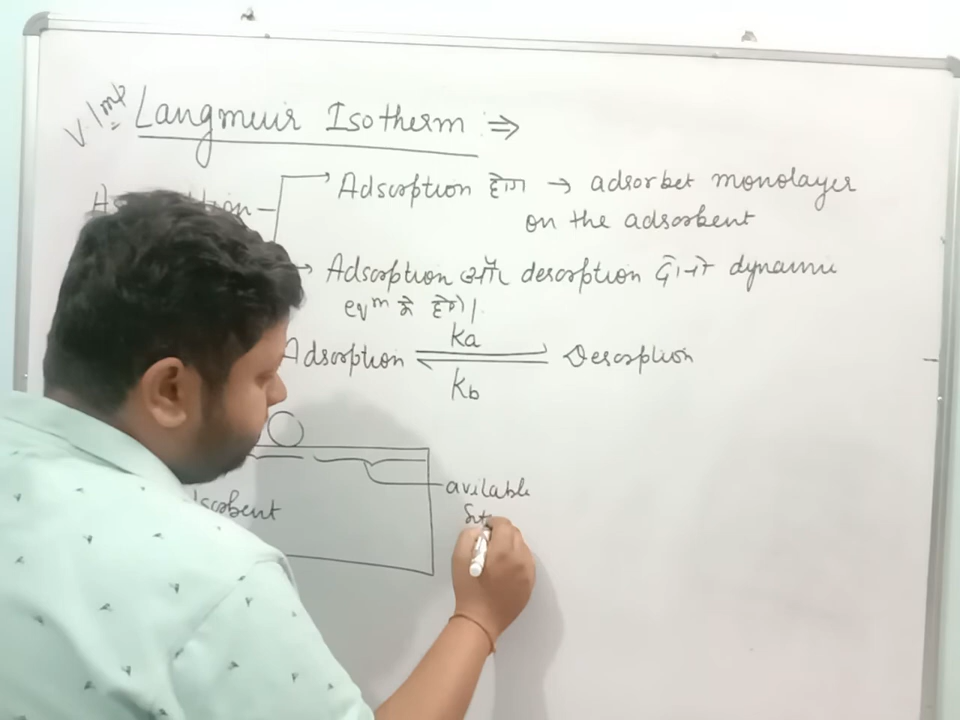 V. Imp
Langmuir Isotherm ⇒
Adsorption होगा → adsorbet monolayer
on the adsorbent
Adsorption और desorption दोनो dynamic
eqm मे होगे।
Adsorption ⇌ Desorption
ka
kb
available